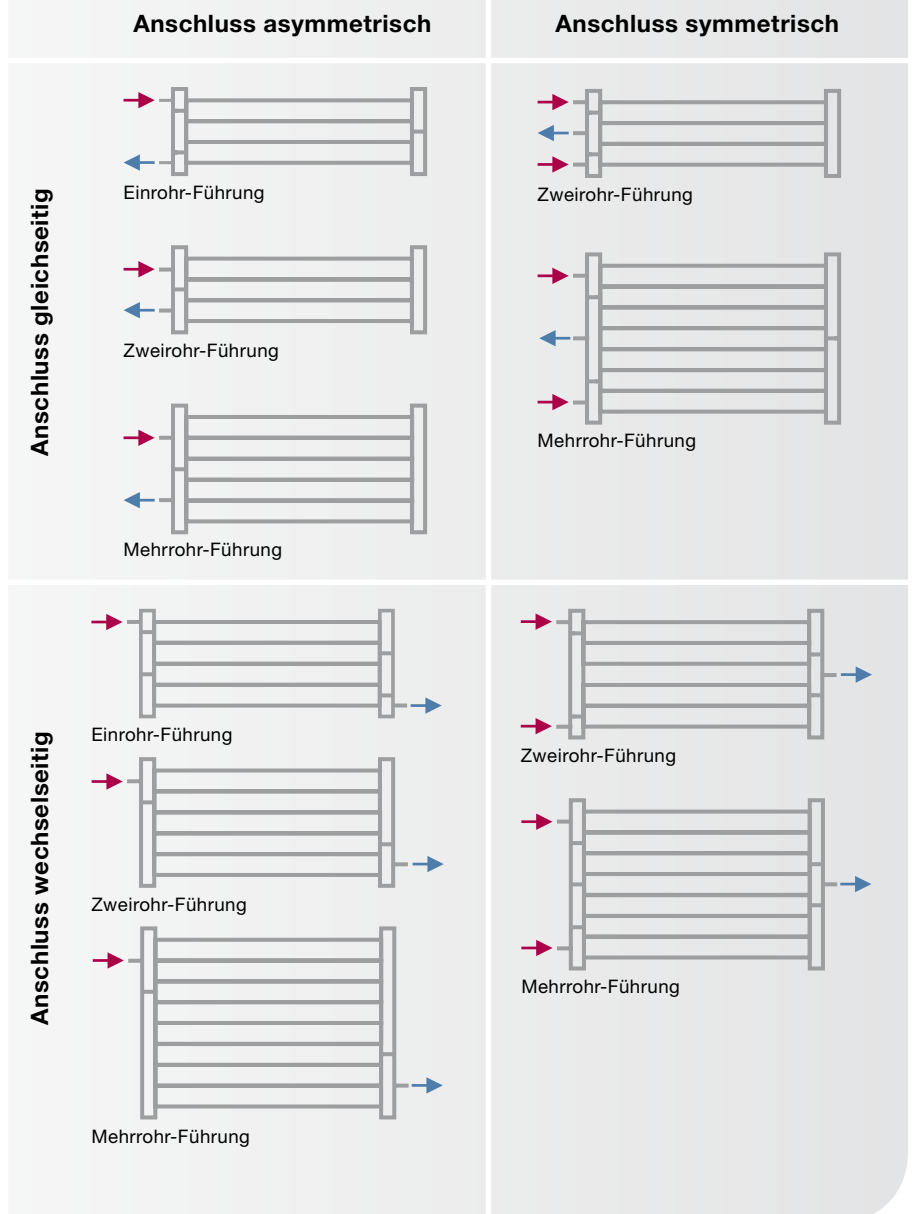 Anschluss asymmetrisch
Anschluss symmetrisch
Anschluss gleichseitig
Einrohr-Führung
Zweirohr-Führung
Mehrrohr-Führung
Zweirohr-Führung
Mehrrohr-Führung
Anschluss wechselseitig
Einrohr-Führung
Zweirohr-Führung
Mehrrohr-Führung
Zweirohr-Führung
Mehrrohr-Führung